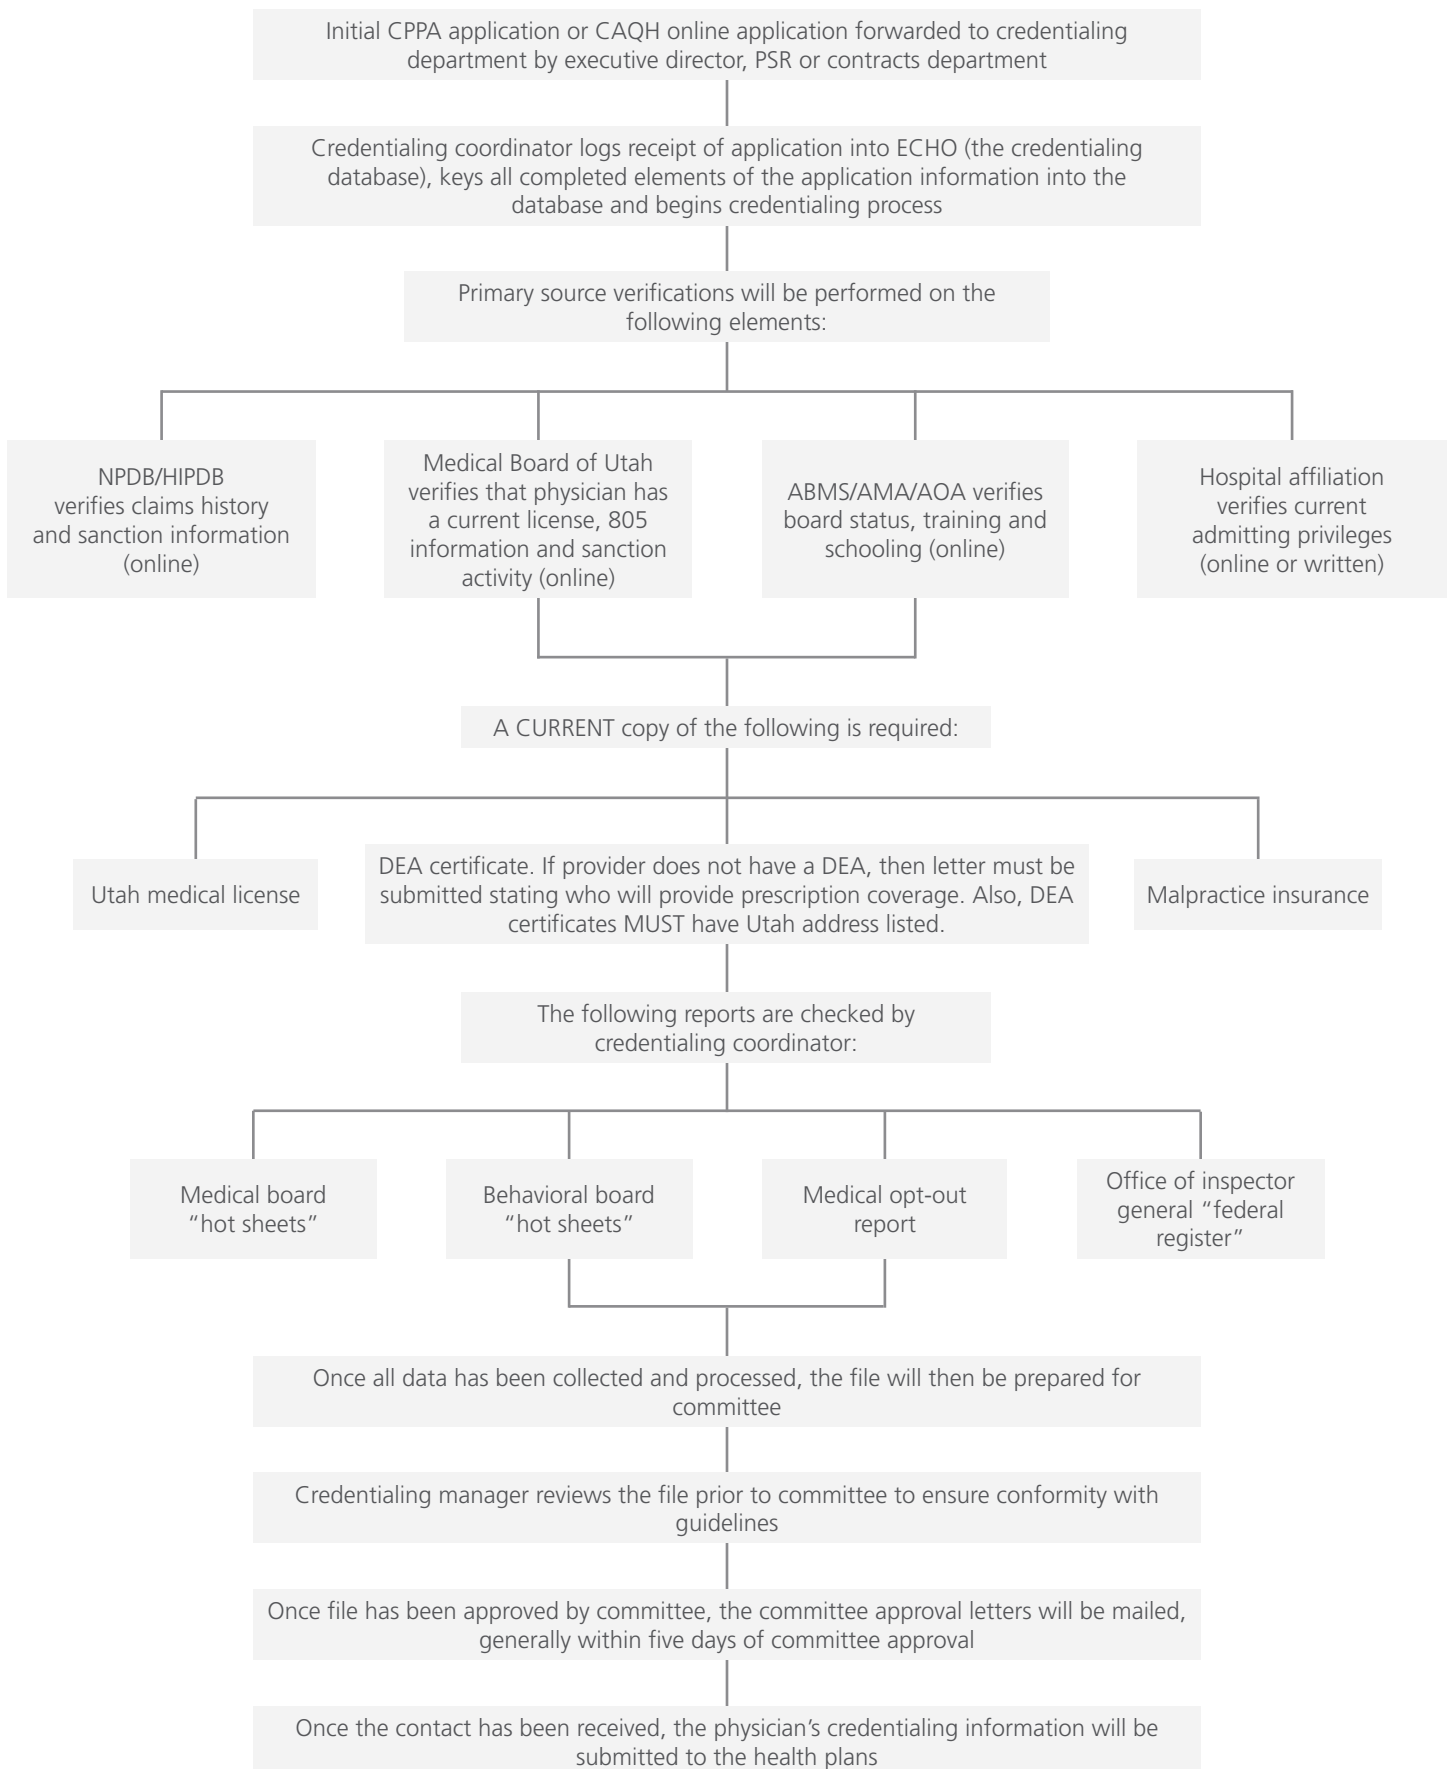 Initial CPPA application or CAQH online application forwarded to credentialing
department by executive director, PSR or contracts department
Credentialing coordinator logs receipt of application into ECHO (the credentialing
database), keys all completed elements of the application information into the
database and begins credentialing process
Primary source verifications will be performed on the
following elements:
NPDB/HIPDB
verifies claims history
and sanction information
(online)
Medical Board of Utah
verifies that physician has
a current license, 805
information and sanction
activity (online)
ABMS/AMA/AOA verifies
board status, training and
schooling (online)
Hospital affiliation
verifies current
admitting privileges
(online or written)
A CURRENT copy of the following is required:
Utah medical license
DEA certificate. If provider does not have a DEA, then letter must be
submitted stating who will provide prescription coverage. Also, DEA
certificates MUST have Utah address listed.
Malpractice insurance
The following reports are checked by
credentialing coordinator:
Medical board
“hot sheets”
Behavioral board
“hot sheets”
Medical opt-out
report
Office of inspector
general “federal
register”
Once all data has been collected and processed, the file will then be prepared for
committee
Credentialing manager reviews the file prior to committee to ensure conformity with
guidelines
Once file has been approved by committee, the committee approval letters will be mailed,
generally within five days of committee approval
Once the contact has been received, the physician’s credentialing information will be
submitted to the health plans